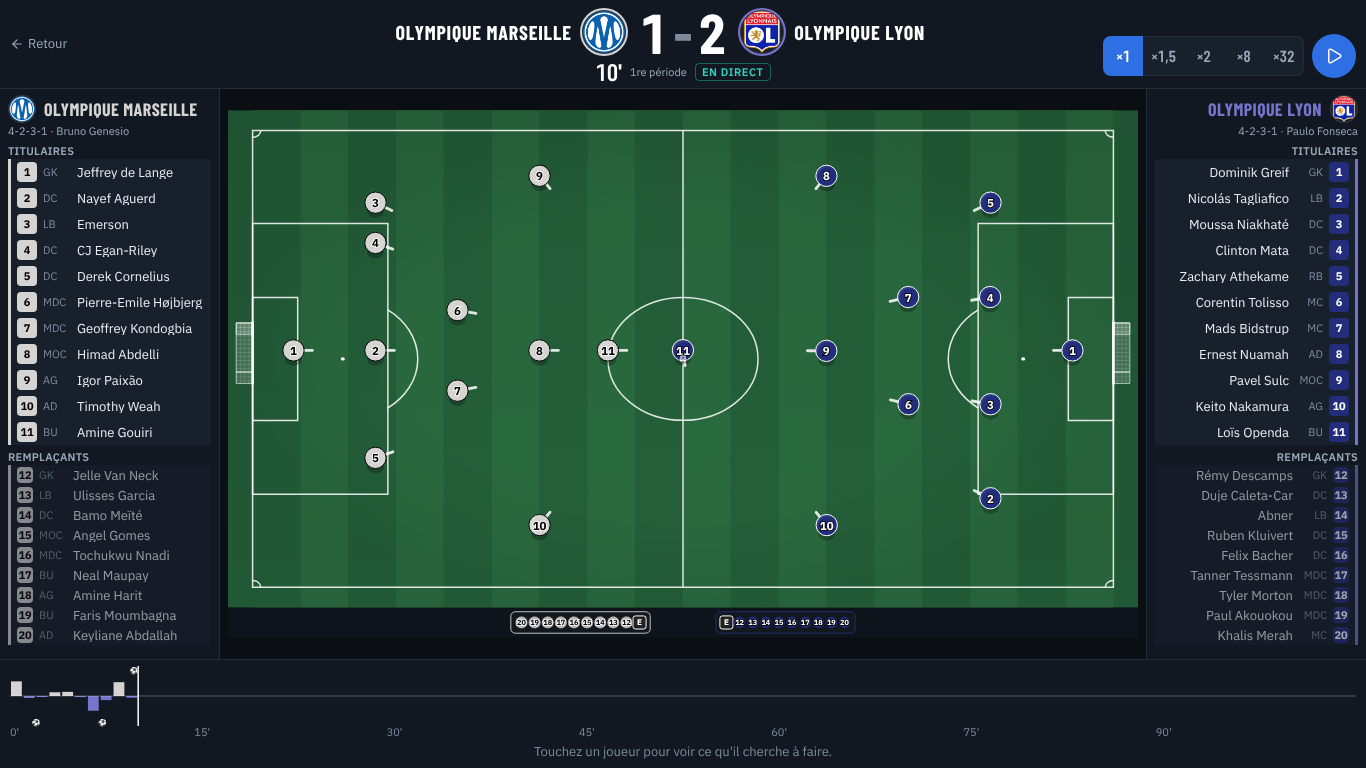 Retour
OLYMPIQUE MARSEILLE 1 - 2 OLYMPIQUE LYON
10' 1re période EN DIRECT
×1 ×1,5 ×2 ×8 ×32
OLYMPIQUE MARSEILLE
4-2-3-1 · Bruno Genesio
TITULAIRES
1 GK Jeffrey de Lange
2 DC Nayef Aguerd
3 LB Emerson
4 DC CJ Egan-Riley
5 DC Derek Cornelius
6 MDC Pierre-Emile Højbjerg
7 MDC Geoffrey Kondogbia
8 MOC Himad Abdelli
9 AG Igor Paixão
10 AD Timothy Weah
11 BU Amine Gouiri
REMPLAÇANTS
12 GK Jelle Van Neck
13 LB Ulisses Garcia
14 DC Bamo Meïté
15 MOC Angel Gomes
16 MDC Tochukwu Nnadi
17 BU Neal Maupay
18 AG Amine Harit
19 BU Faris Moumbagna
20 AD Keyliane Abdallah
9 8
3 5
4
7 4
6
1 2 8 11 11 9 1
7
6 3
5
2
10 10
20 19 18 17 16 15 14 13 12 E
E 12 13 14 15 16 17 18 19 20
OLYMPIQUE LYON
4-2-3-1 · Paulo Fonseca
TITULAIRES
Dominik Greif GK 1
Nicolás Tagliafico LB 2
Moussa Niakhaté DC 3
Clinton Mata DC 4
Zachary Athekame RB 5
Corentin Tolisso MC 6
Mads Bidstrup MC 7
Ernest Nuamah AD 8
Pavel Sulc MOC 9
Keito Nakamura AG 10
Loïs Openda BU 11
REMPLAÇANTS
Rémy Descamps GK 12
Duje Caleta-Car DC 13
Abner LB 14
Ruben Kluivert DC 15
Felix Bacher DC 16
Tanner Tessmann MDC 17
Tyler Morton MDC 18
Paul Akouokou MDC 19
Khalis Merah MC 20
0' 15' 30' 45' 60' 75' 90'
Touchez un joueur pour voir ce qu'il cherche à faire.